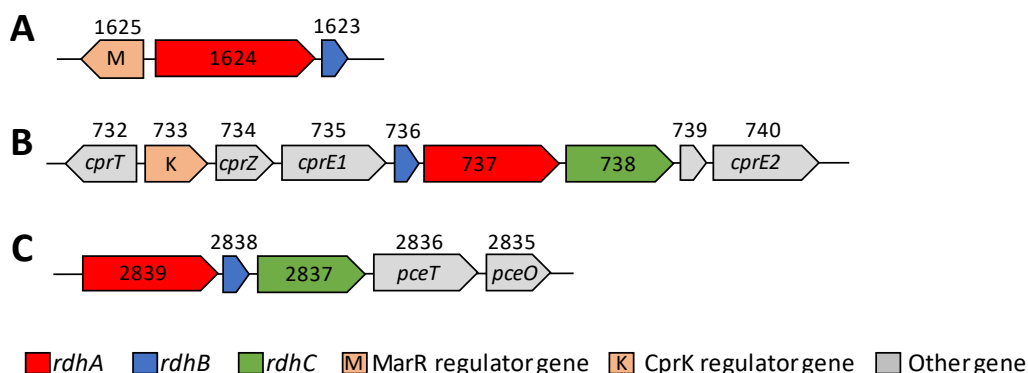 A
1625 1623
M 1624
B
732 733 734 735 736 739 740
cprT K cprZ cprE1 737 738 cprE2
C
2838 2836 2835
2839 2837 pceT pceO
rdhA rdhB rdhC M MarR regulator gene K CprK regulator gene Other gene